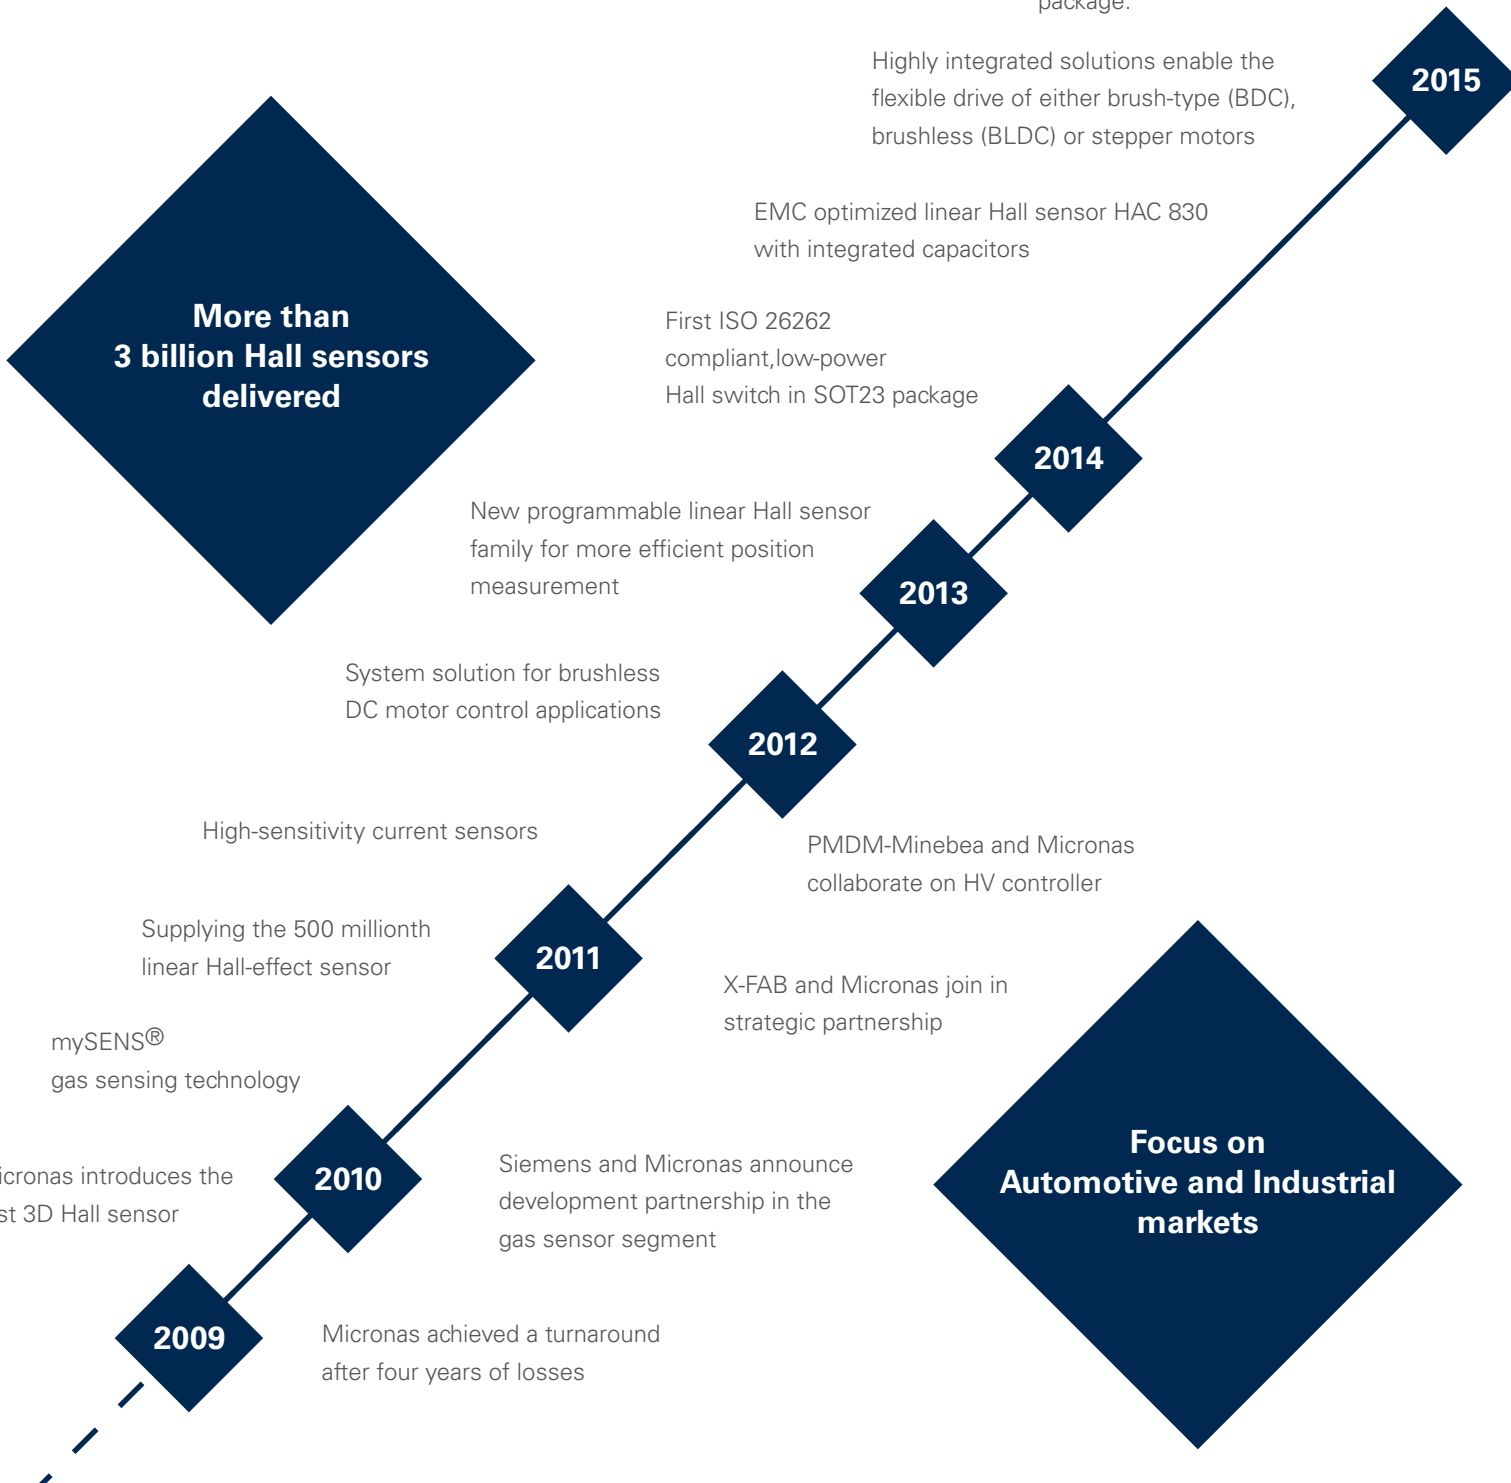 package.
Highly integrated solutions enable the
flexible drive of either brush-type (BDC),
brushless (BLDC) or stepper motors
2015
EMC optimized linear Hall sensor HAC 830
with integrated capacitors
More than
3 billion Hall sensors
delivered
First ISO 26262
compliant,low-power
Hall switch in SOT23 package
2014
New programmable linear Hall sensor
family for more efficient position
measurement
2013
System solution for brushless
DC motor control applications
2012
High-sensitivity current sensors
PMDM-Minebea and Micronas
collaborate on HV controller
Supplying the 500 millionth
linear Hall-effect sensor
2011
X-FAB and Micronas join in
strategic partnership
mySENS®
gas sensing technology
Focus on
Automotive and Industrial
markets
introduces the
3D Hall sensor
2010
Siemens and Micronas announce
development partnership in the
gas sensor segment
2009
Micronas achieved a turnaround
after four years of losses